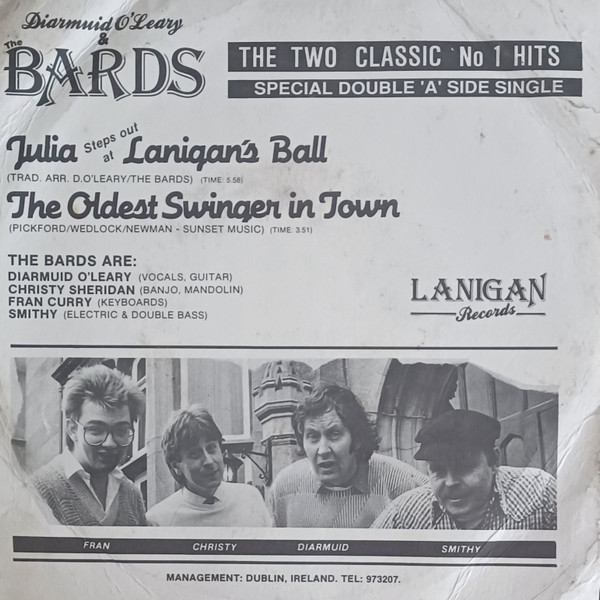 Diarmuid O'Leary
&
The BARDS
THE TWO CLASSIC No 1 HITS
SPECIAL DOUBLE 'A' SIDE SINGLE
Julia Steps out at Lanigan's Ball
(TRAD. ARR. D.O'LEARY/THE BARDS) (TIME: 5.58)
The Oldest Swinger in Town
(PICKFORD/WEDLOCK/NEWMAN - SUNSET MUSIC) (TIME: 3.51)
THE BARDS ARE:
DIARMUID O'LEARY (VOCALS, GUITAR)
CHRISTY SHERIDAN (BANJO, MANDOLIN)
FRAN CURRY (KEYBOARDS)
SMITHY (ELECTRIC & DOUBLE BASS)
LANIGAN
Records
FRAN CHRISTY DIARMUID SMITHY
MANAGEMENT: DUBLIN, IRELAND. TEL: 973207.